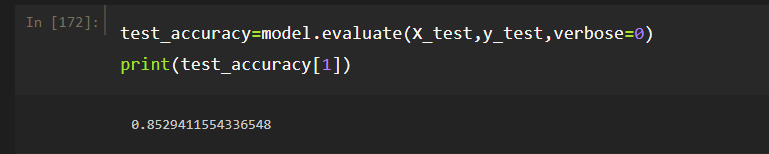 In [172]:
test_accuracy=model.evaluate(X_test,y_test,verbose=0)
print(test_accuracy[1])
0.8529411554336548